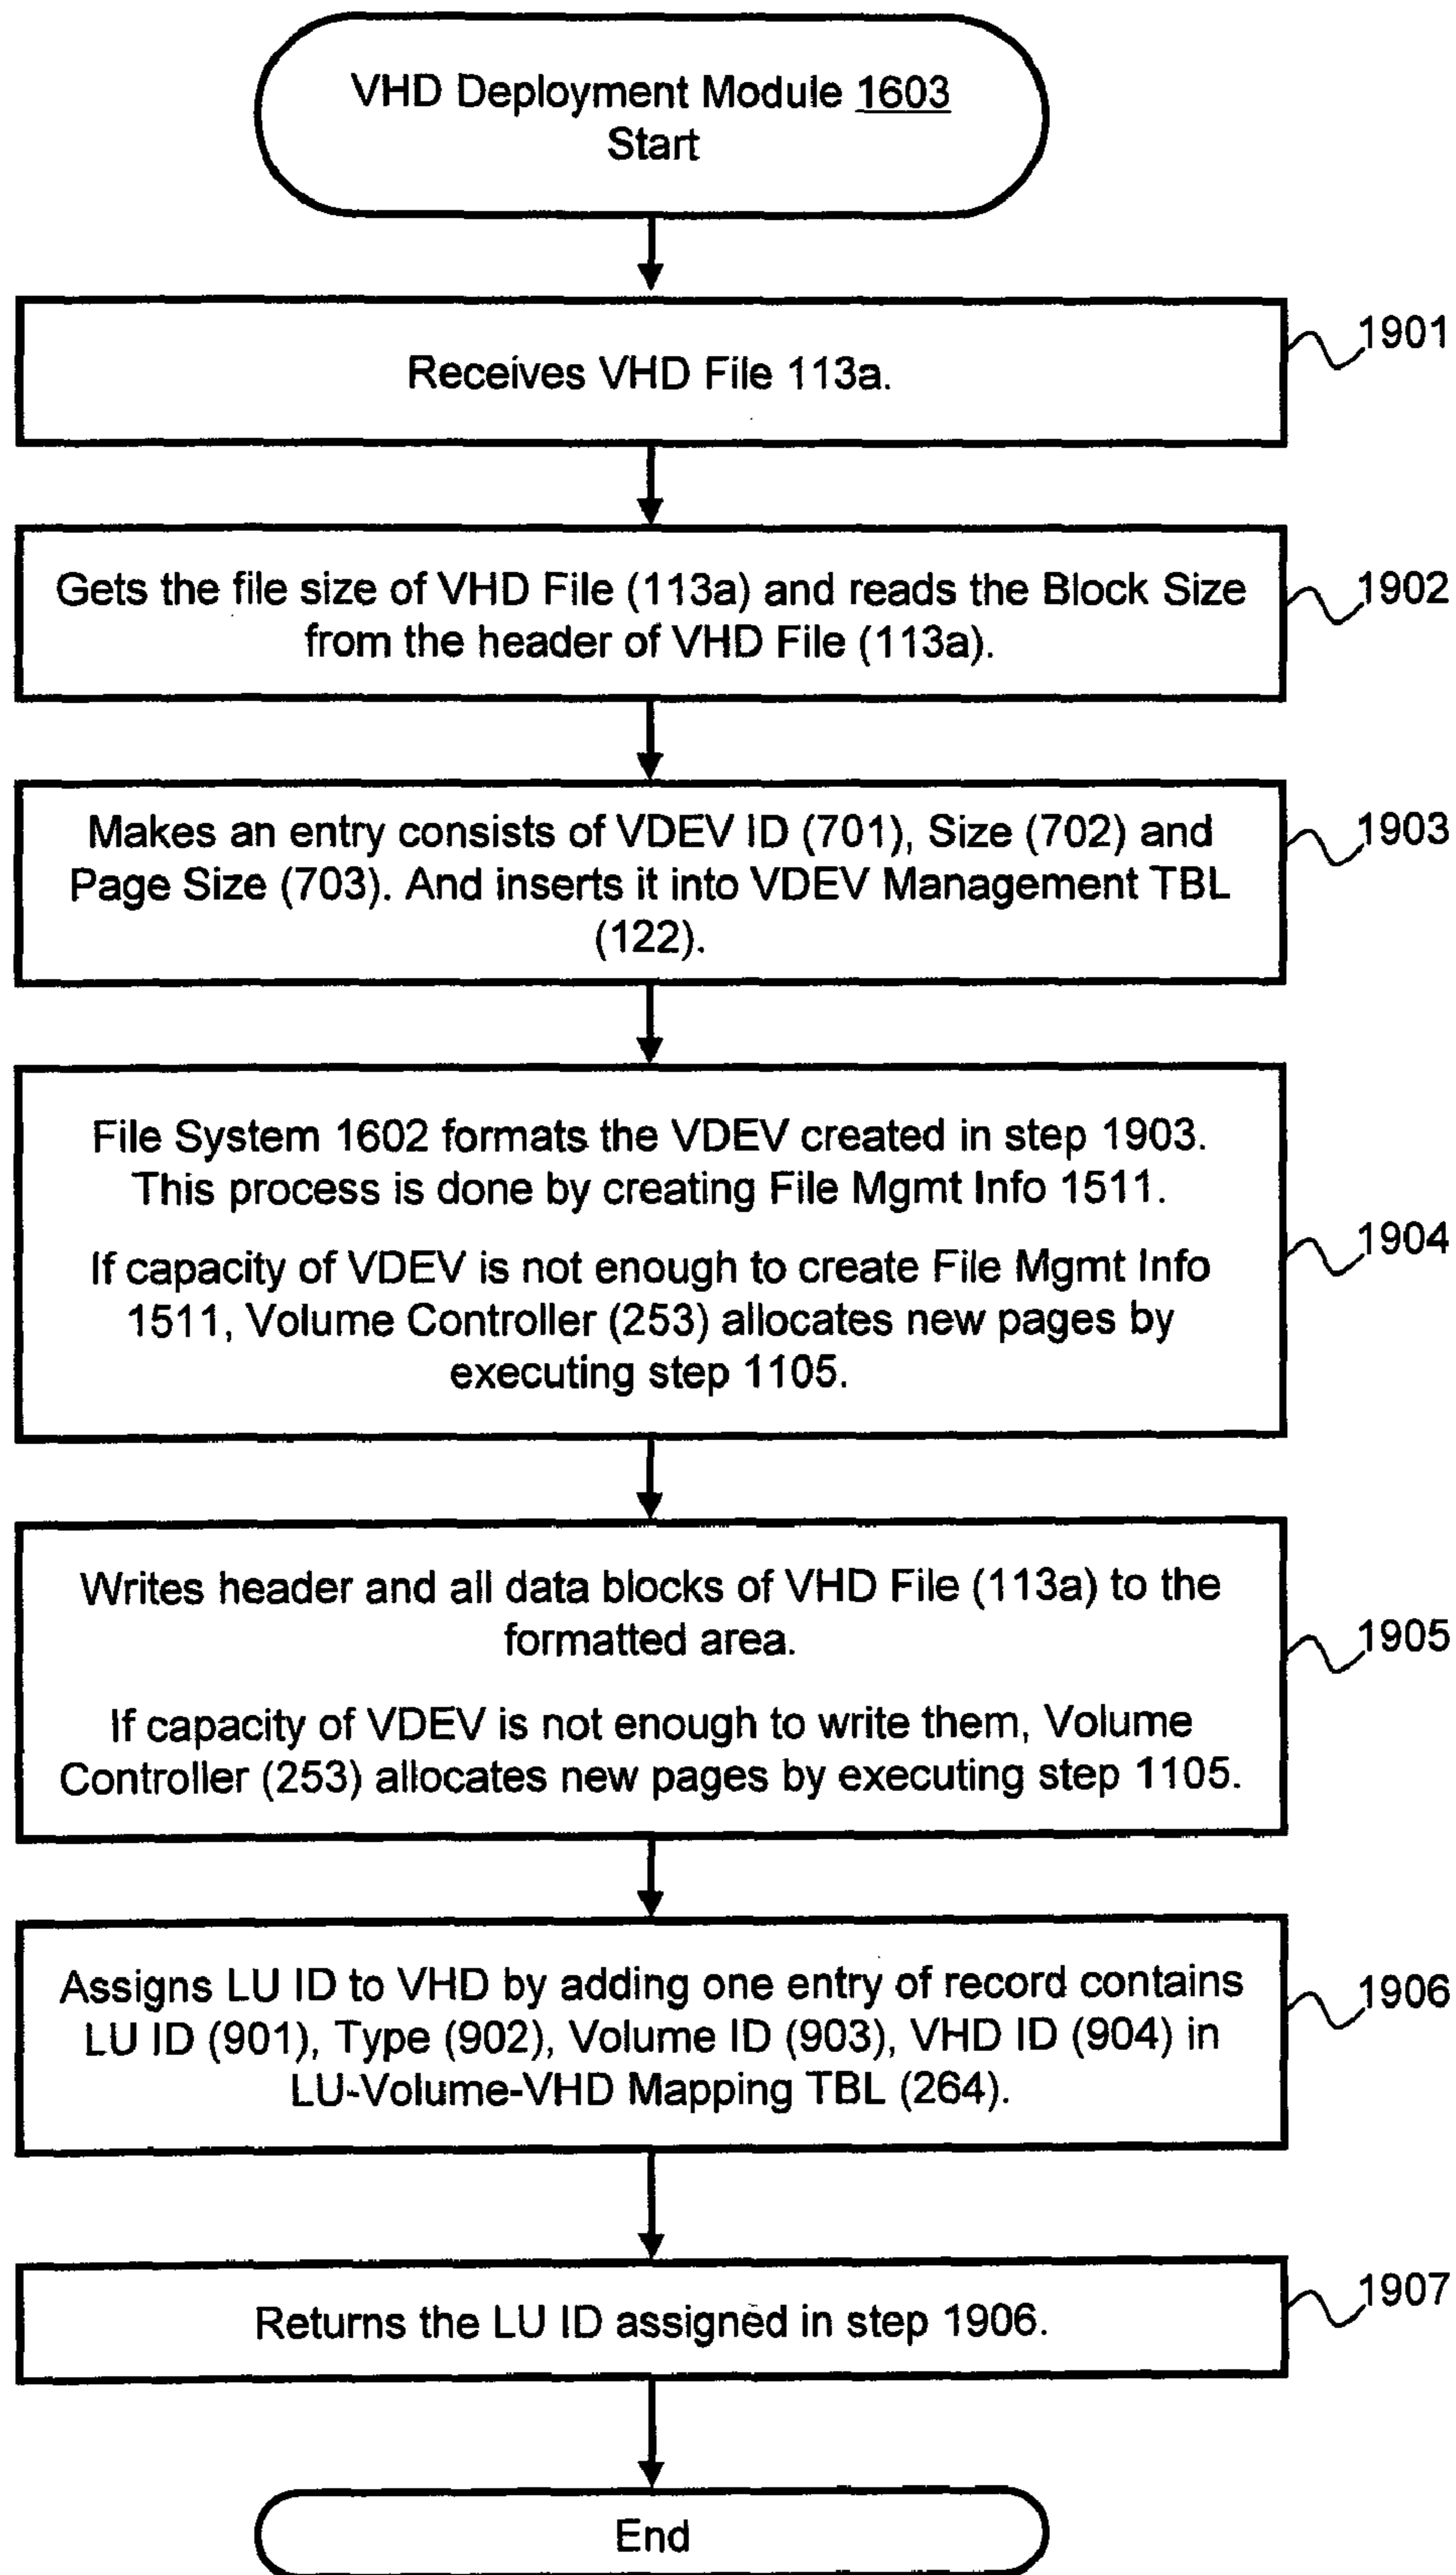 VHD Deployment Module 1603
Start
Receives VHD File 113a.
1901
Gets the file size of VHD File (113a) and reads the Block Size
from the header of VHD File (113a).
1902
Makes an entry consists of VDEV ID (701), Size (702) and
Page Size (703). And inserts it into VDEV Management TBL
(122).
1903
File System 1602 formats the VDEV created in step 1903.
This process is done by creating File Mgmt Info 1511.
If capacity of VDEV is not enough to create File Mgmt Info
1511, Volume Controller (253) allocates new pages by
executing step 1105.
1904
Writes header and all data blocks of VHD File (113a) to the
formatted area.
If capacity of VDEV is not enough to write them, Volume
Controller (253) allocates new pages by executing step 1105.
1905
Assigns LU ID to VHD by adding one entry of record contains
LU ID (901), Type (902), Volume ID (903), VHD ID (904) in
LU-Volume-VHD Mapping TBL (264).
1906
Returns the LU ID assigned in step 1906.
1907
End